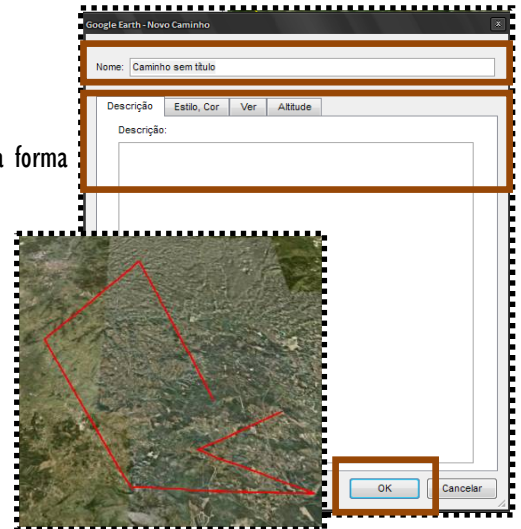 Google Earth - Novo Caminho
x
Nome: Caminho sem título
Descrição Estilo, Cor Ver Altitude
Descrição:
a forma
OK Cancelar